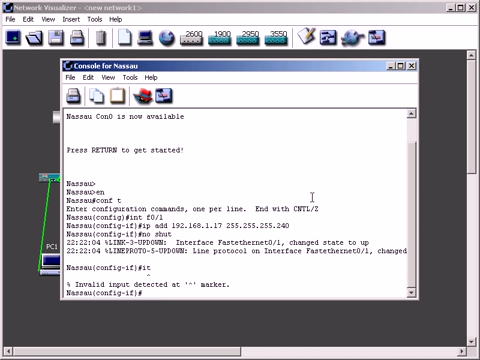 Network Visualizer - <new network1>
File Edit View Insert Tools Help
2600 1900 2950 3550
Console for Nassau
File Edit View Tools Help
Nassau Con0 is now available
Press RETURN to get started!
Nassau>
Nassau>en
Nassau#conf t
Enter configuration commands, one per line.  End with CNTL/Z
Nassau(config)#int f0/1
Nassau(config-if)#ip add 192.168.1.17 255.255.255.240
Nassau(config-if)#no shut
22:22:04 %LINK-3-UPDOWN:  Interface Fastethernet0/1, changed state to up
22:22:04 %LINEPROTO-5-UPDOWN: Line protocol on Interface Fastethernet0/1, changed
Nassau(config-if)#it
^
% Invalid input detected at '^' marker.
Nassau(config-if)#
PC1